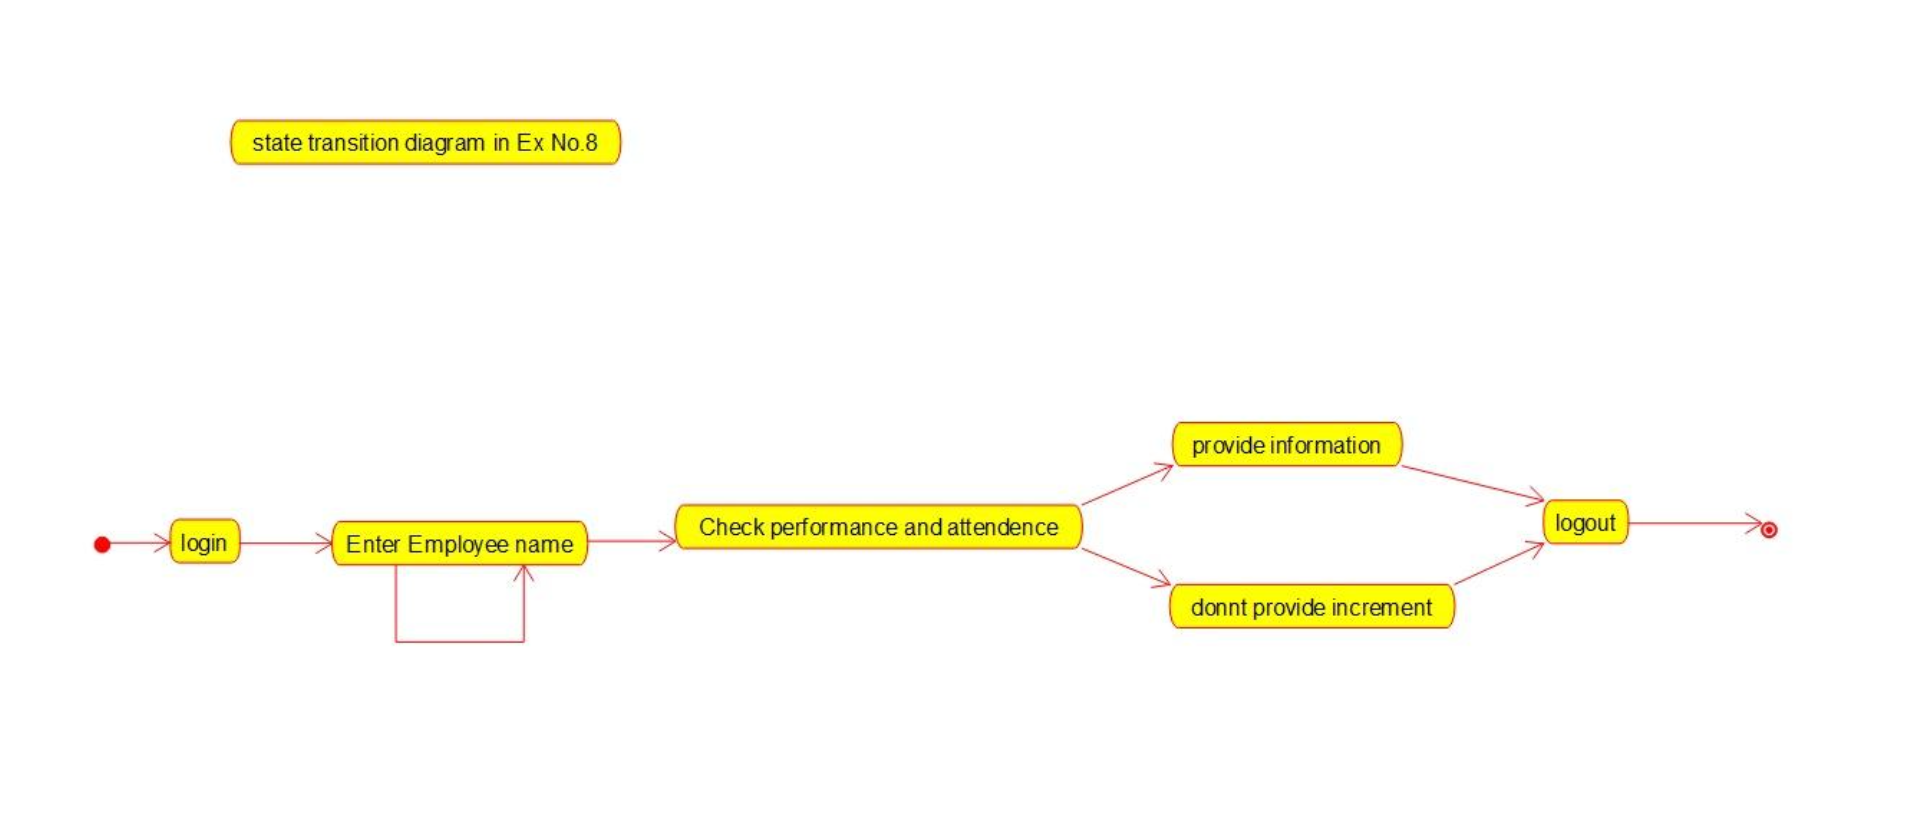 state transition diagram in Ex No.8
provide information
login
Enter Employee name
Check performance and attendence
logout
donnt provide increment